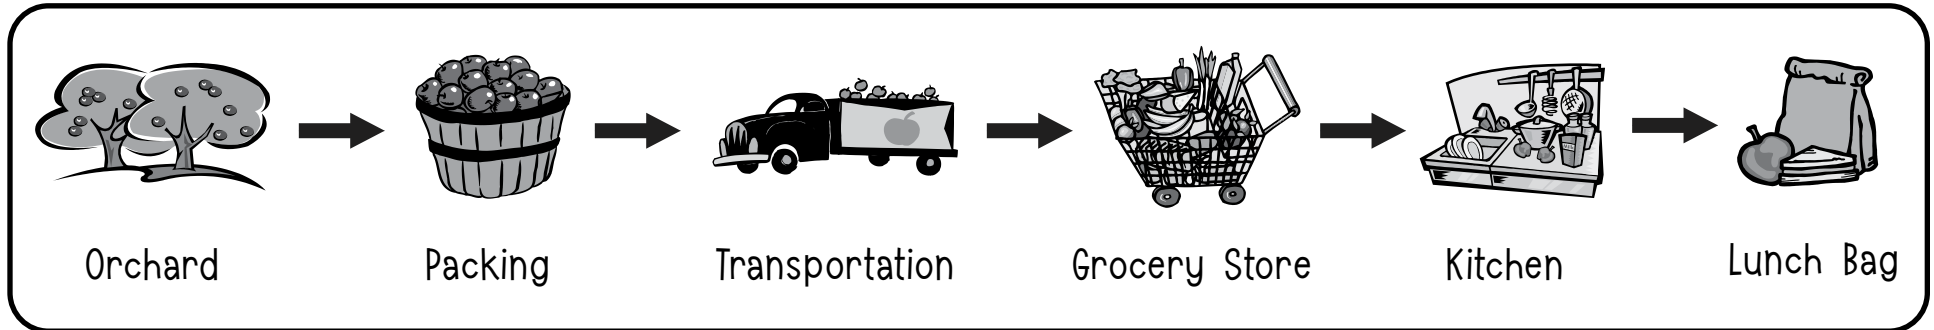 Orchard
Packing
Transportation
Grocery Store
Kitchen
Lunch Bag